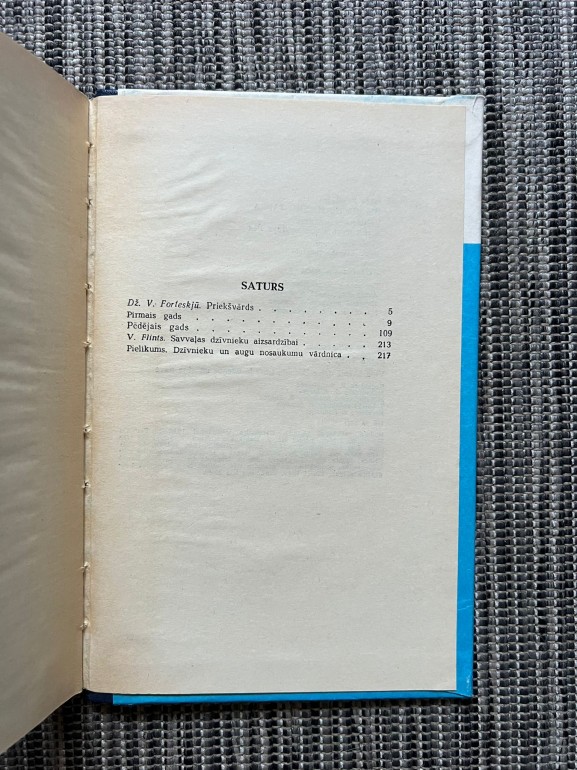 SATURS
Dž. V. Forteskjū. Priekšvārds . . . . . . . . 5
Pirmais gads . . . . . . . . . . 9
Pēdējais gads . . . . . . . . . . 109
V. Flints. Savvaļas dzīvnieku aizsardzībai . . . . . 213
Pielikums. Dzīvnieku un augu nosaukumu vārdnīca . . 217